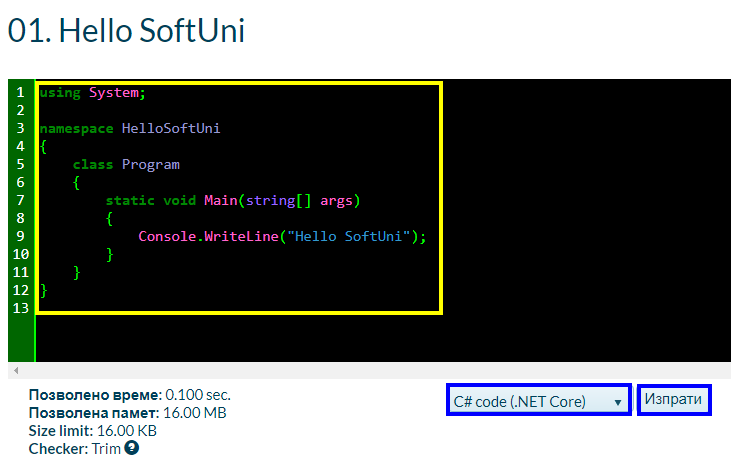 01. Hello SoftUni
1 using System;
2
3 namespace HelloSoftUni
4 {
5 class Program
6 {
7 static void Main(string[] args)
8 {
9 Console.WriteLine("Hello SoftUni");
10 }
11 }
12 }
13
Позволено време: 0.100 sec.
Позволена памет: 16.00 MB
Size limit: 16.00 KB
Checker: Trim ?
C# code (.NET Core)
Изпрати